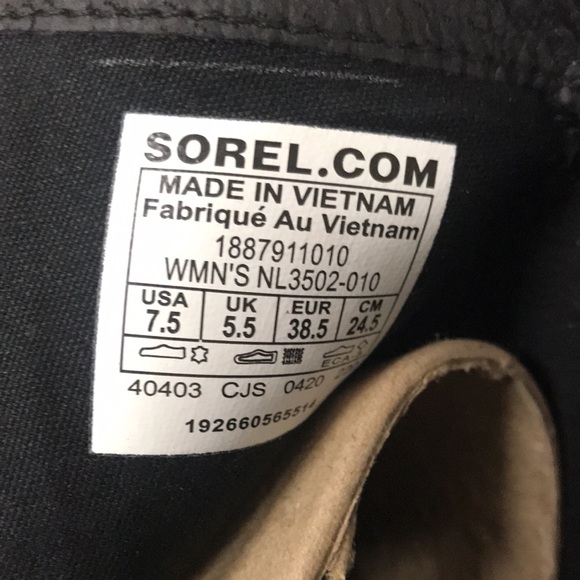 SOREL.COM
MADE IN VIETNAM
Fabriqué Au Vietnam
1887911010
WMN'S NL3502-010
USA UK EUR CM
7.5 5.5 38.5 24.5
40403 CJS 0420